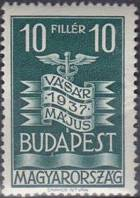 10 FILLÉR 10
VÁSÁR
1937
MÁJUS
BUDAPEST
MAGYARORSZÁG